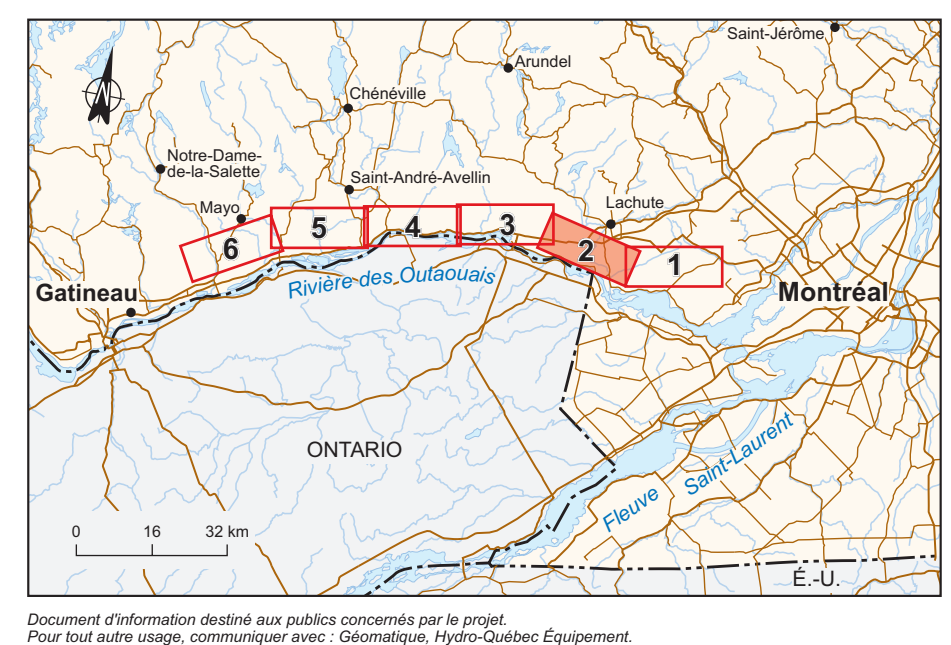 Saint-Jérôme
Arundel
Chénéville
Notre-Dame-
de-la-Salette
Saint-André-Avellin
Mayo
Lachute
6
5
4
3
2
1
Gatineau
Rivière des Outaouais
Montréal
ONTARIO
Fleuve Saint-Laurent
0 16 32 km
É.-U.
Document d'information destiné aux publics concernés par le projet.
Pour tout autre usage, communiquer avec : Géomatique, Hydro-Québec Équipement.